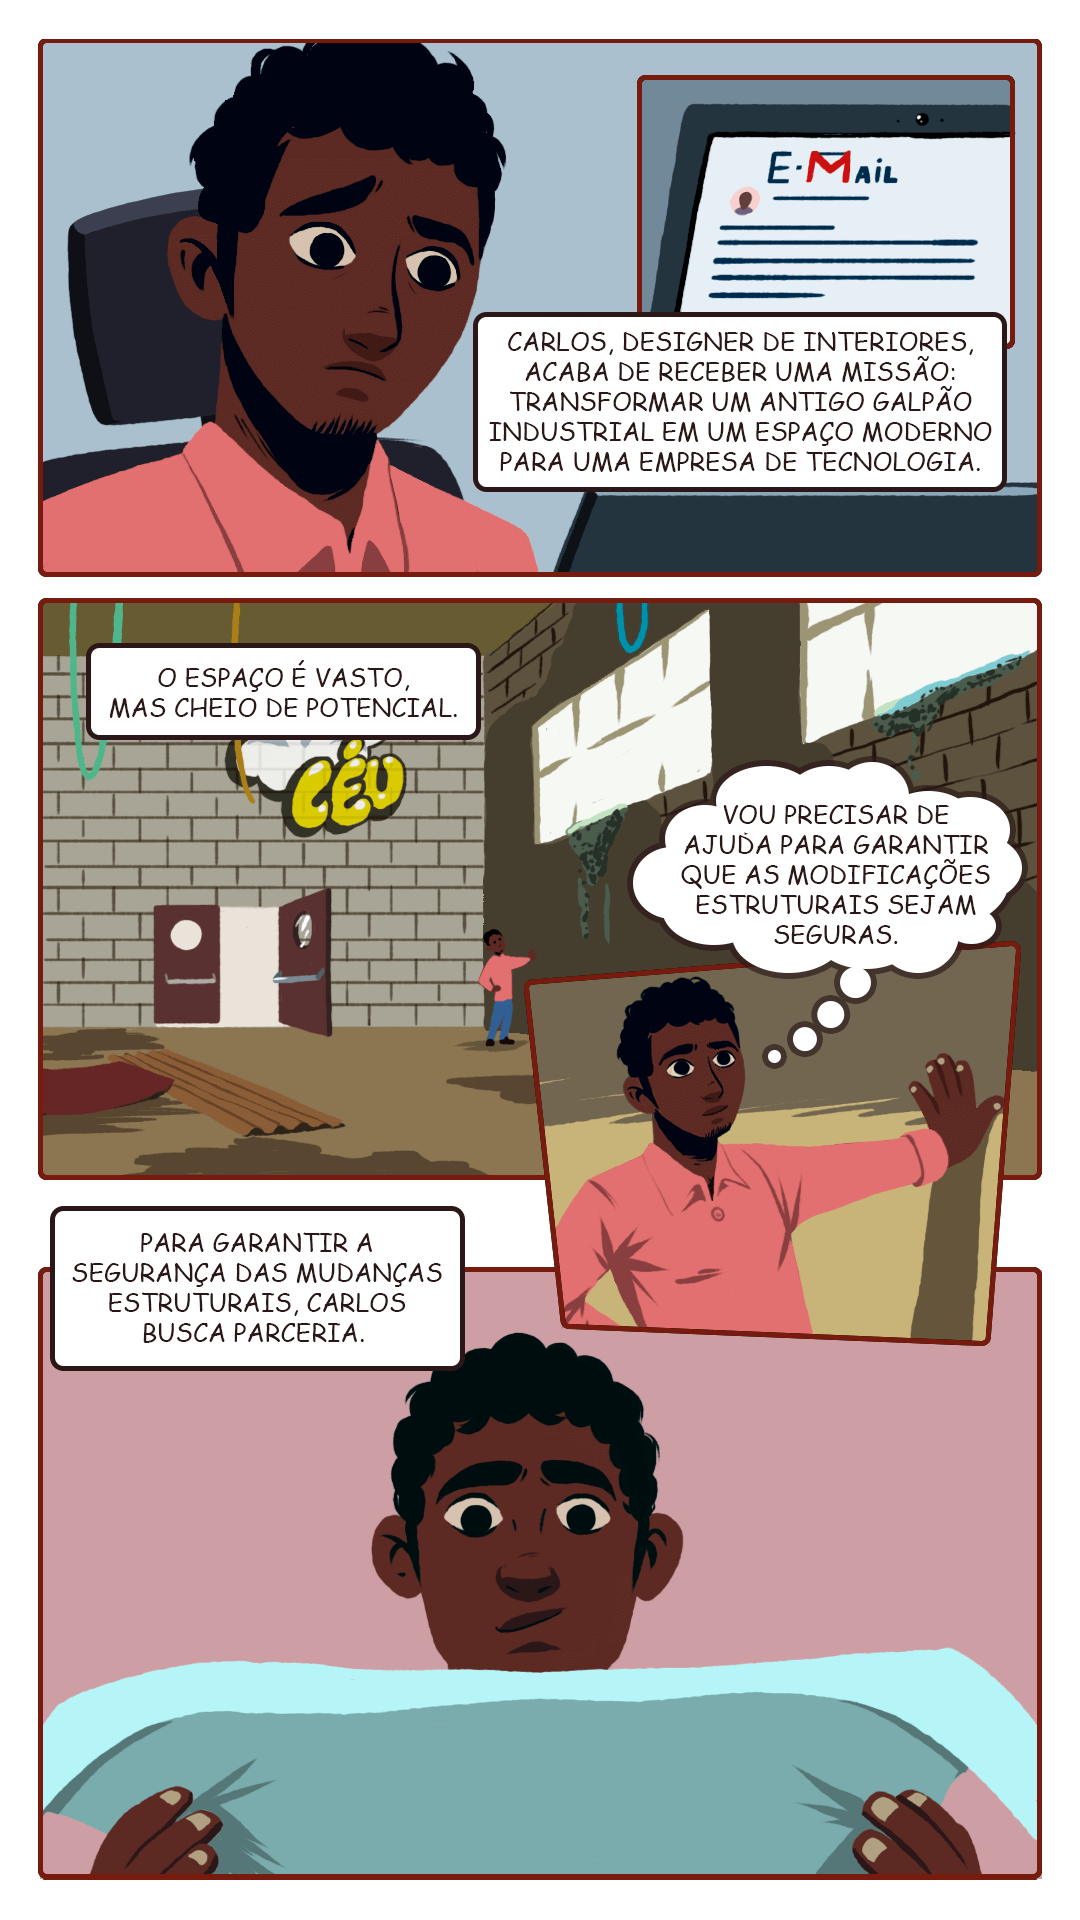 E-MAIL
CARLOS, DESIGNER DE INTERIORES,
ACABA DE RECEBER UMA MISSÃO:
TRANSFORMAR UM ANTIGO GALPÃO
INDUSTRIAL EM UM ESPAÇO MODERNO
PARA UMA EMPRESA DE TECNOLOGIA.
O ESPAÇO É VASTO,
MAS CHEIO DE POTENCIAL.
CÉU
VOU PRECISAR DE
AJUDA PARA GARANTIR
QUE AS MODIFICAÇÕES
ESTRUTURAIS SEJAM
SEGURAS.
PARA GARANTIR A
SEGURANÇA DAS MUDANÇAS
ESTRUTURAIS, CARLOS
BUSCA PARCERIA.